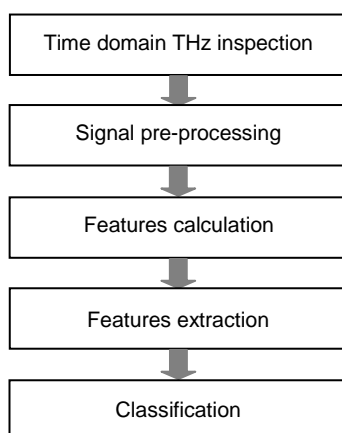 Time domain THz inspection
Signal pre-processing
Features calculation
Features extraction
Classification